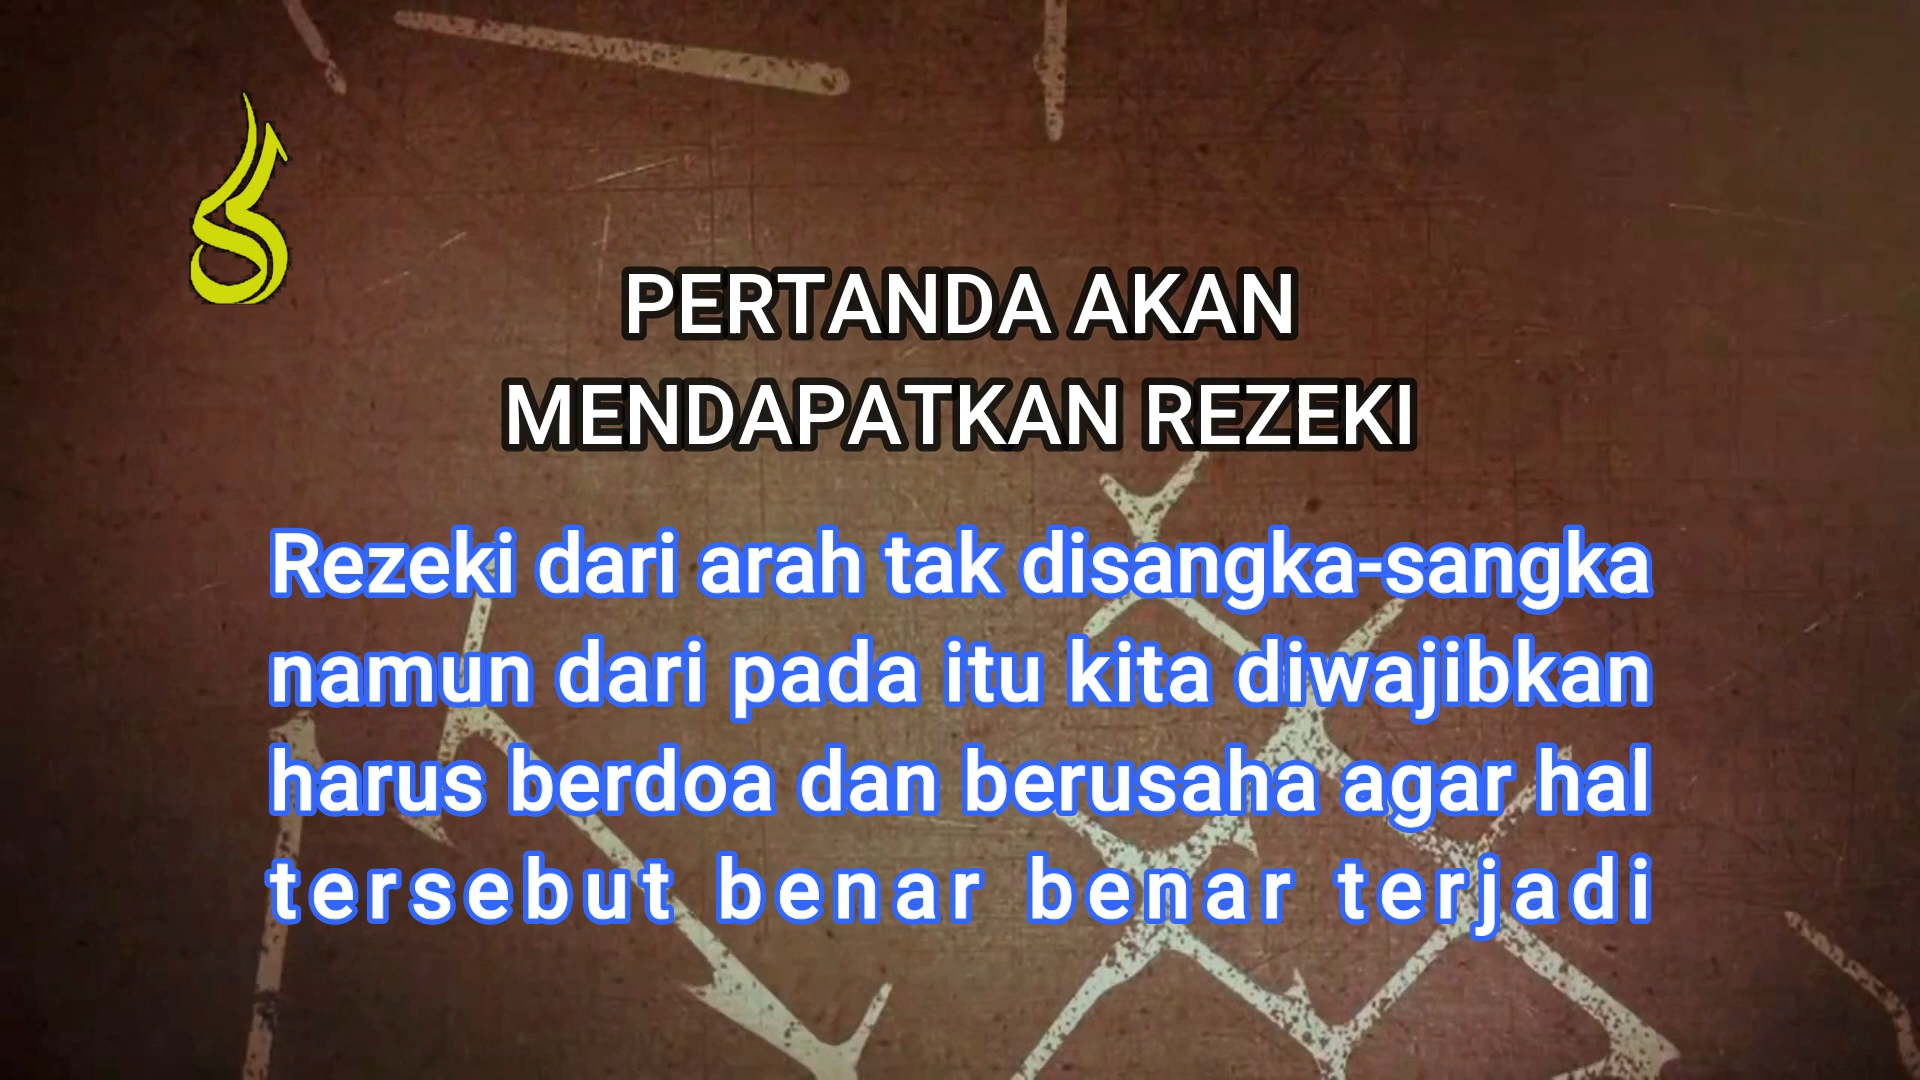 PERTANDA AKAN
MENDAPATKAN REZEKI
Rezeki dari arah tak disangka-sangka
namun dari pada itu kita diwajibkan
harus berdoa dan berusaha agar hal
tersebut benar benar terjadi